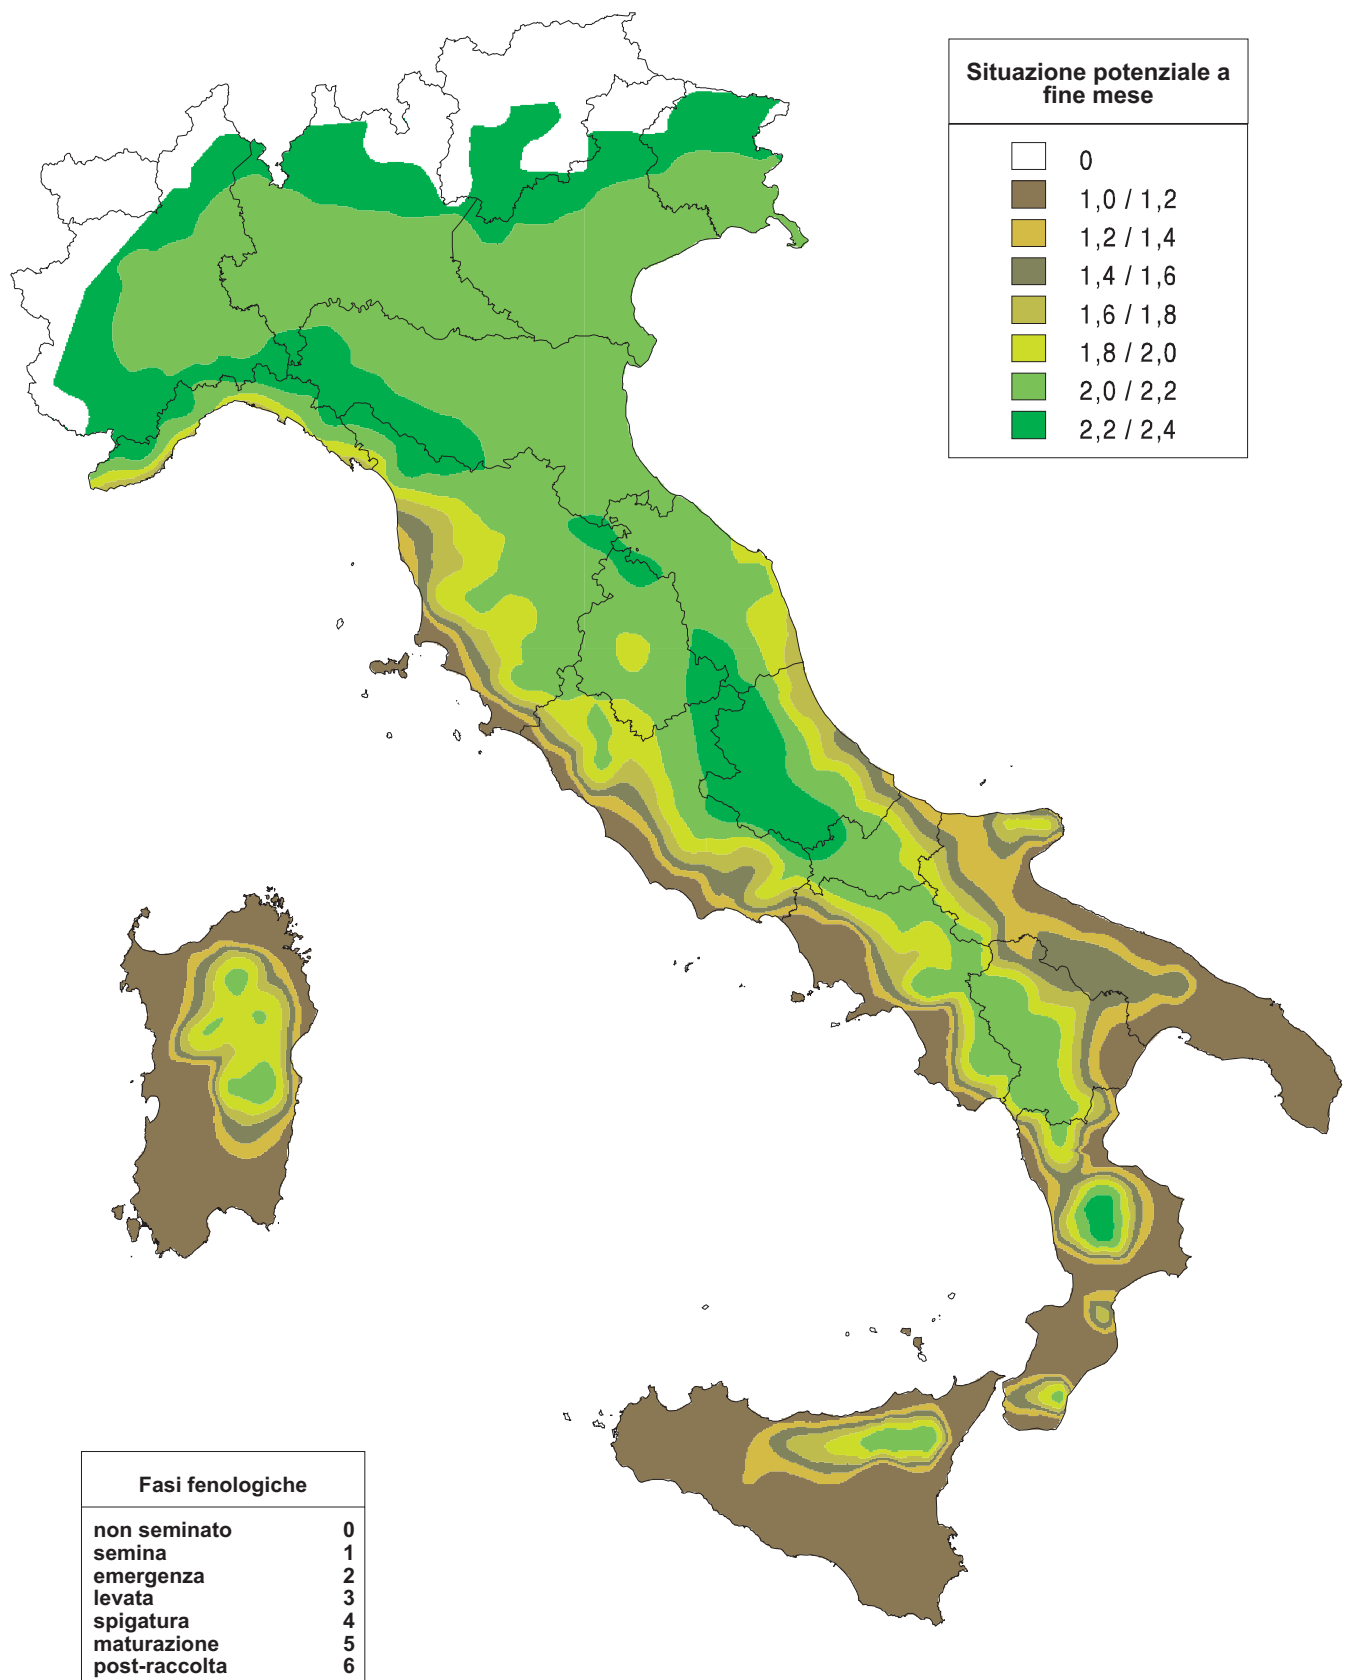 Situazione potenziale a
fine mese
0
1,0 / 1,2
1,2 / 1,4
1,4 / 1,6
1,6 / 1,8
1,8 / 2,0
2,0 / 2,2
2,2 / 2,4
Fasi fenologiche
non seminato 0
semina 1
emergenza 2
levata 3
spigatura 4
maturazione 5
post-raccolta 6